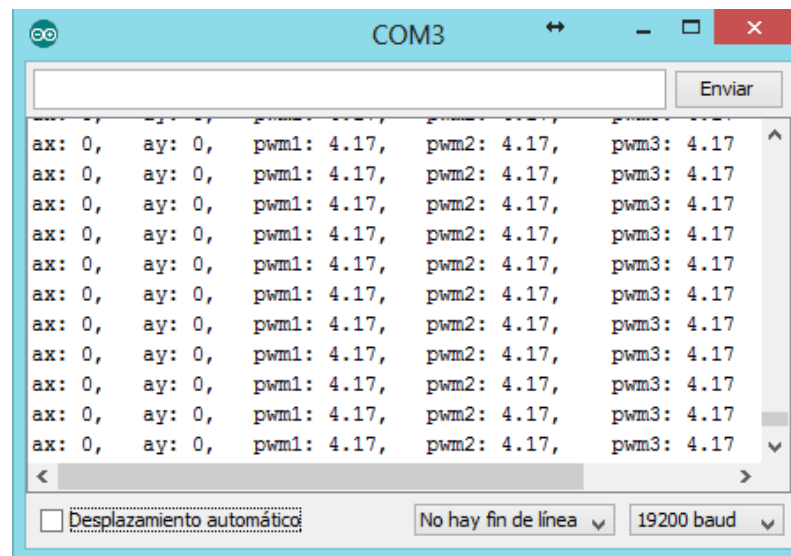 COM3
Enviar
ax: 0, ay: 0, pwm1: 4.17, pwm2: 4.17, pwm3: 4.17
ax: 0, ay: 0, pwm1: 4.17, pwm2: 4.17, pwm3: 4.17
ax: 0, ay: 0, pwm1: 4.17, pwm2: 4.17, pwm3: 4.17
ax: 0, ay: 0, pwm1: 4.17, pwm2: 4.17, pwm3: 4.17
ax: 0, ay: 0, pwm1: 4.17, pwm2: 4.17, pwm3: 4.17
ax: 0, ay: 0, pwm1: 4.17, pwm2: 4.17, pwm3: 4.17
ax: 0, ay: 0, pwm1: 4.17, pwm2: 4.17, pwm3: 4.17
ax: 0, ay: 0, pwm1: 4.17, pwm2: 4.17, pwm3: 4.17
ax: 0, ay: 0, pwm1: 4.17, pwm2: 4.17, pwm3: 4.17
ax: 0, ay: 0, pwm1: 4.17, pwm2: 4.17, pwm3: 4.17
ax: 0, ay: 0, pwm1: 4.17, pwm2: 4.17, pwm3: 4.17
Desplazamiento automático No hay fin de línea 19200 baud